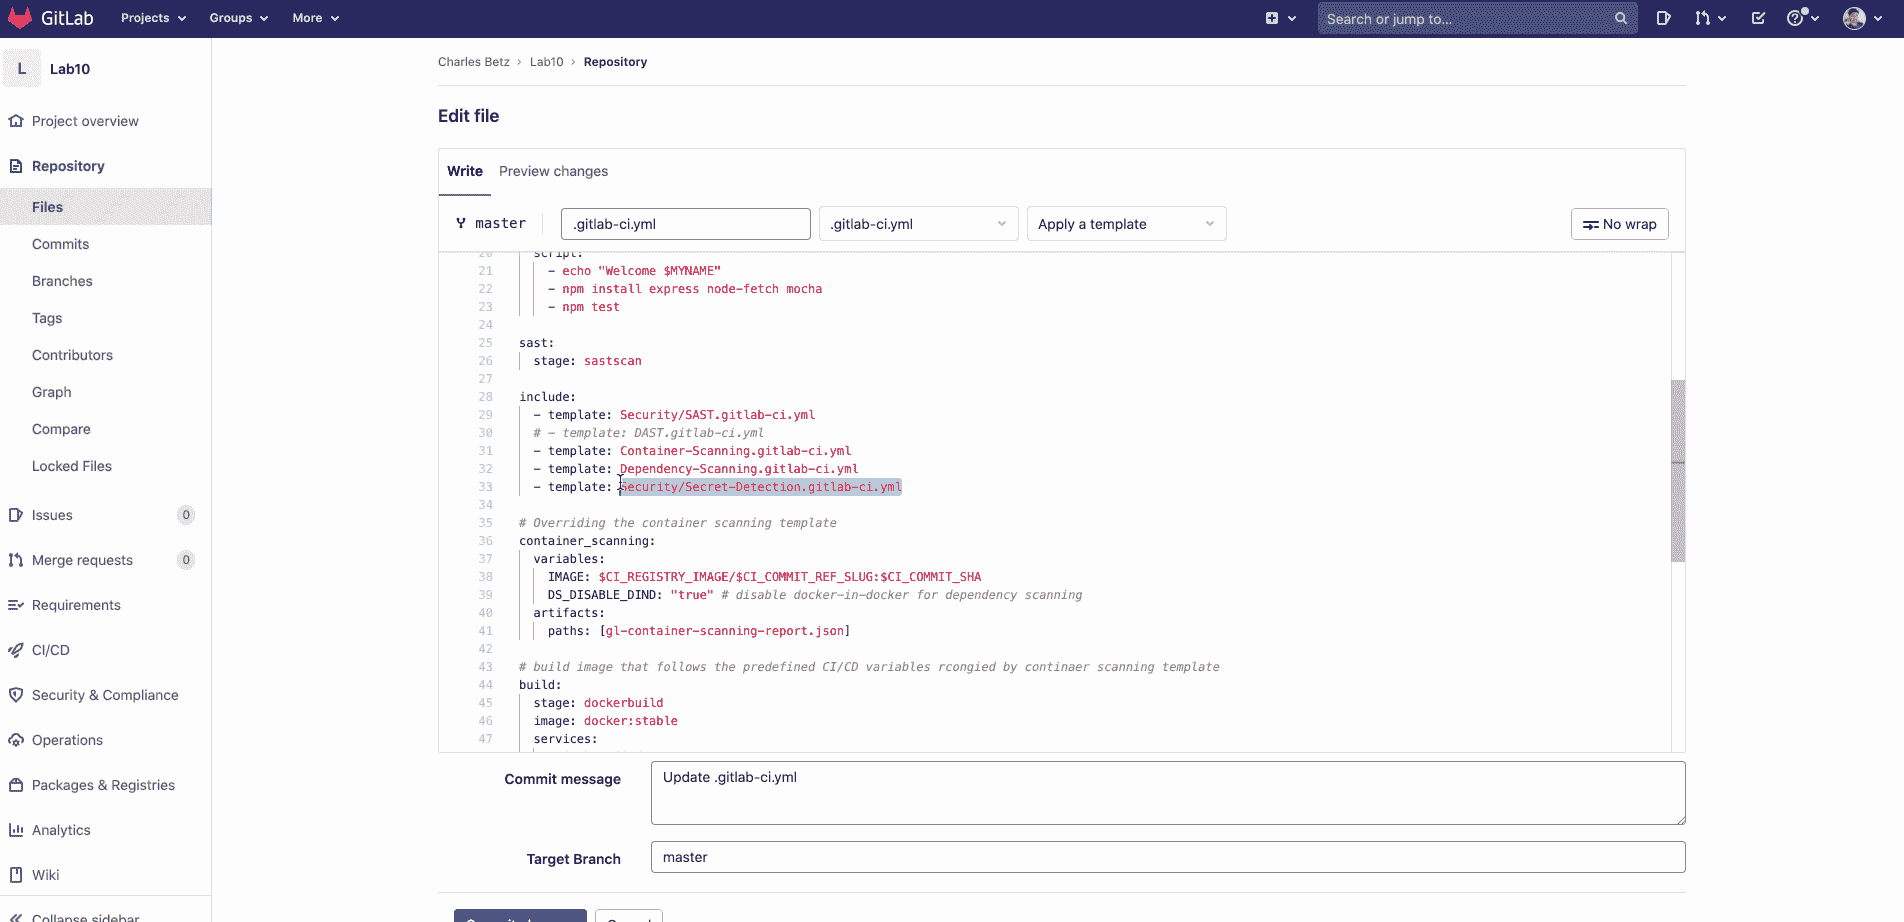 GitLab
Projects
Groups
More
Search or jump to...
L
Lab10
Project overview
Repository
Files
Commits
Branches
Tags
Contributors
Graph
Compare
Locked Files
Issues 0
Merge requests 0
Requirements
CI/CD
Security & Compliance
Operations
Packages & Registries
Analytics
Wiki
Collapse sidebar
Charles Betz › Lab10 › Repository
Edit file
Write Preview changes
master
.gitlab-ci.yml
.gitlab-ci.yml
Apply a template
No wrap
20 script:
21 - echo "Welcome $MYNAME"
22 - npm install express node-fetch mocha
23 - npm test
24
25 sast:
26 stage: sastscan
27
28 include:
29 - template: Security/SAST.gitlab-ci.yml
30 # - template: DAST.gitlab-ci.yml
31 - template: Container-Scanning.gitlab-ci.yml
32 - template: Dependency-Scanning.gitlab-ci.yml
33 - template: Security/Secret-Detection.gitlab-ci.yml
34
35 # Overriding the container scanning template
36 container_scanning:
37 variables:
38 IMAGE: $CI_REGISTRY_IMAGE/$CI_COMMIT_REF_SLUG:$CI_COMMIT_SHA
39 DS_DISABLE_DIND: "true" # disable docker-in-docker for dependency scanning
40 artifacts:
41 paths: [gl-container-scanning-report.json]
42
43 # build image that follows the predefined CI/CD variables rcongied by continaer scanning template
44 build:
45 stage: dockerbuild
46 image: docker:stable
47 services:
Commit message
Update .gitlab-ci.yml
Target Branch
master